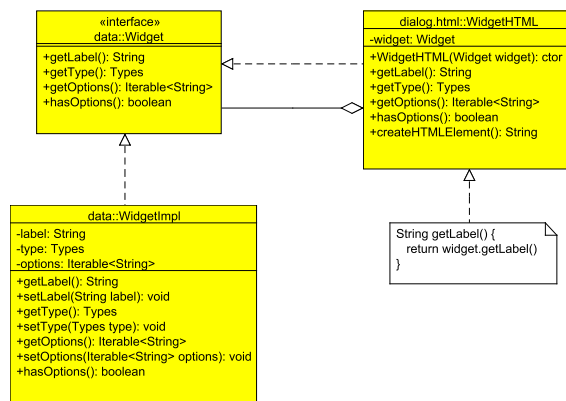 «interface»
data::Widget
+getLabel(): String
+getType(): Types
+getOptions(): Iterable<String>
+hasOptions(): boolean
dialog.html::WidgetHTML
-widget: Widget
+WidgetHTML(Widget widget): ctor
+getLabel(): String
+getType(): Types
+getOptions(): Iterable<String>
+hasOptions(): boolean
+createHTMLElement(): String
data::WidgetImpl
-label: String
-type: Types
-options: Iterable<String>
+getLabel(): String
+setLabel(String label): void
+getType(): Types
+setType(Types type): void
+getOptions(): Iterable<String>
+setOptions(Iterable<String> options): void
+hasOptions(): boolean
String getLabel() {
return widget.getLabel()
}